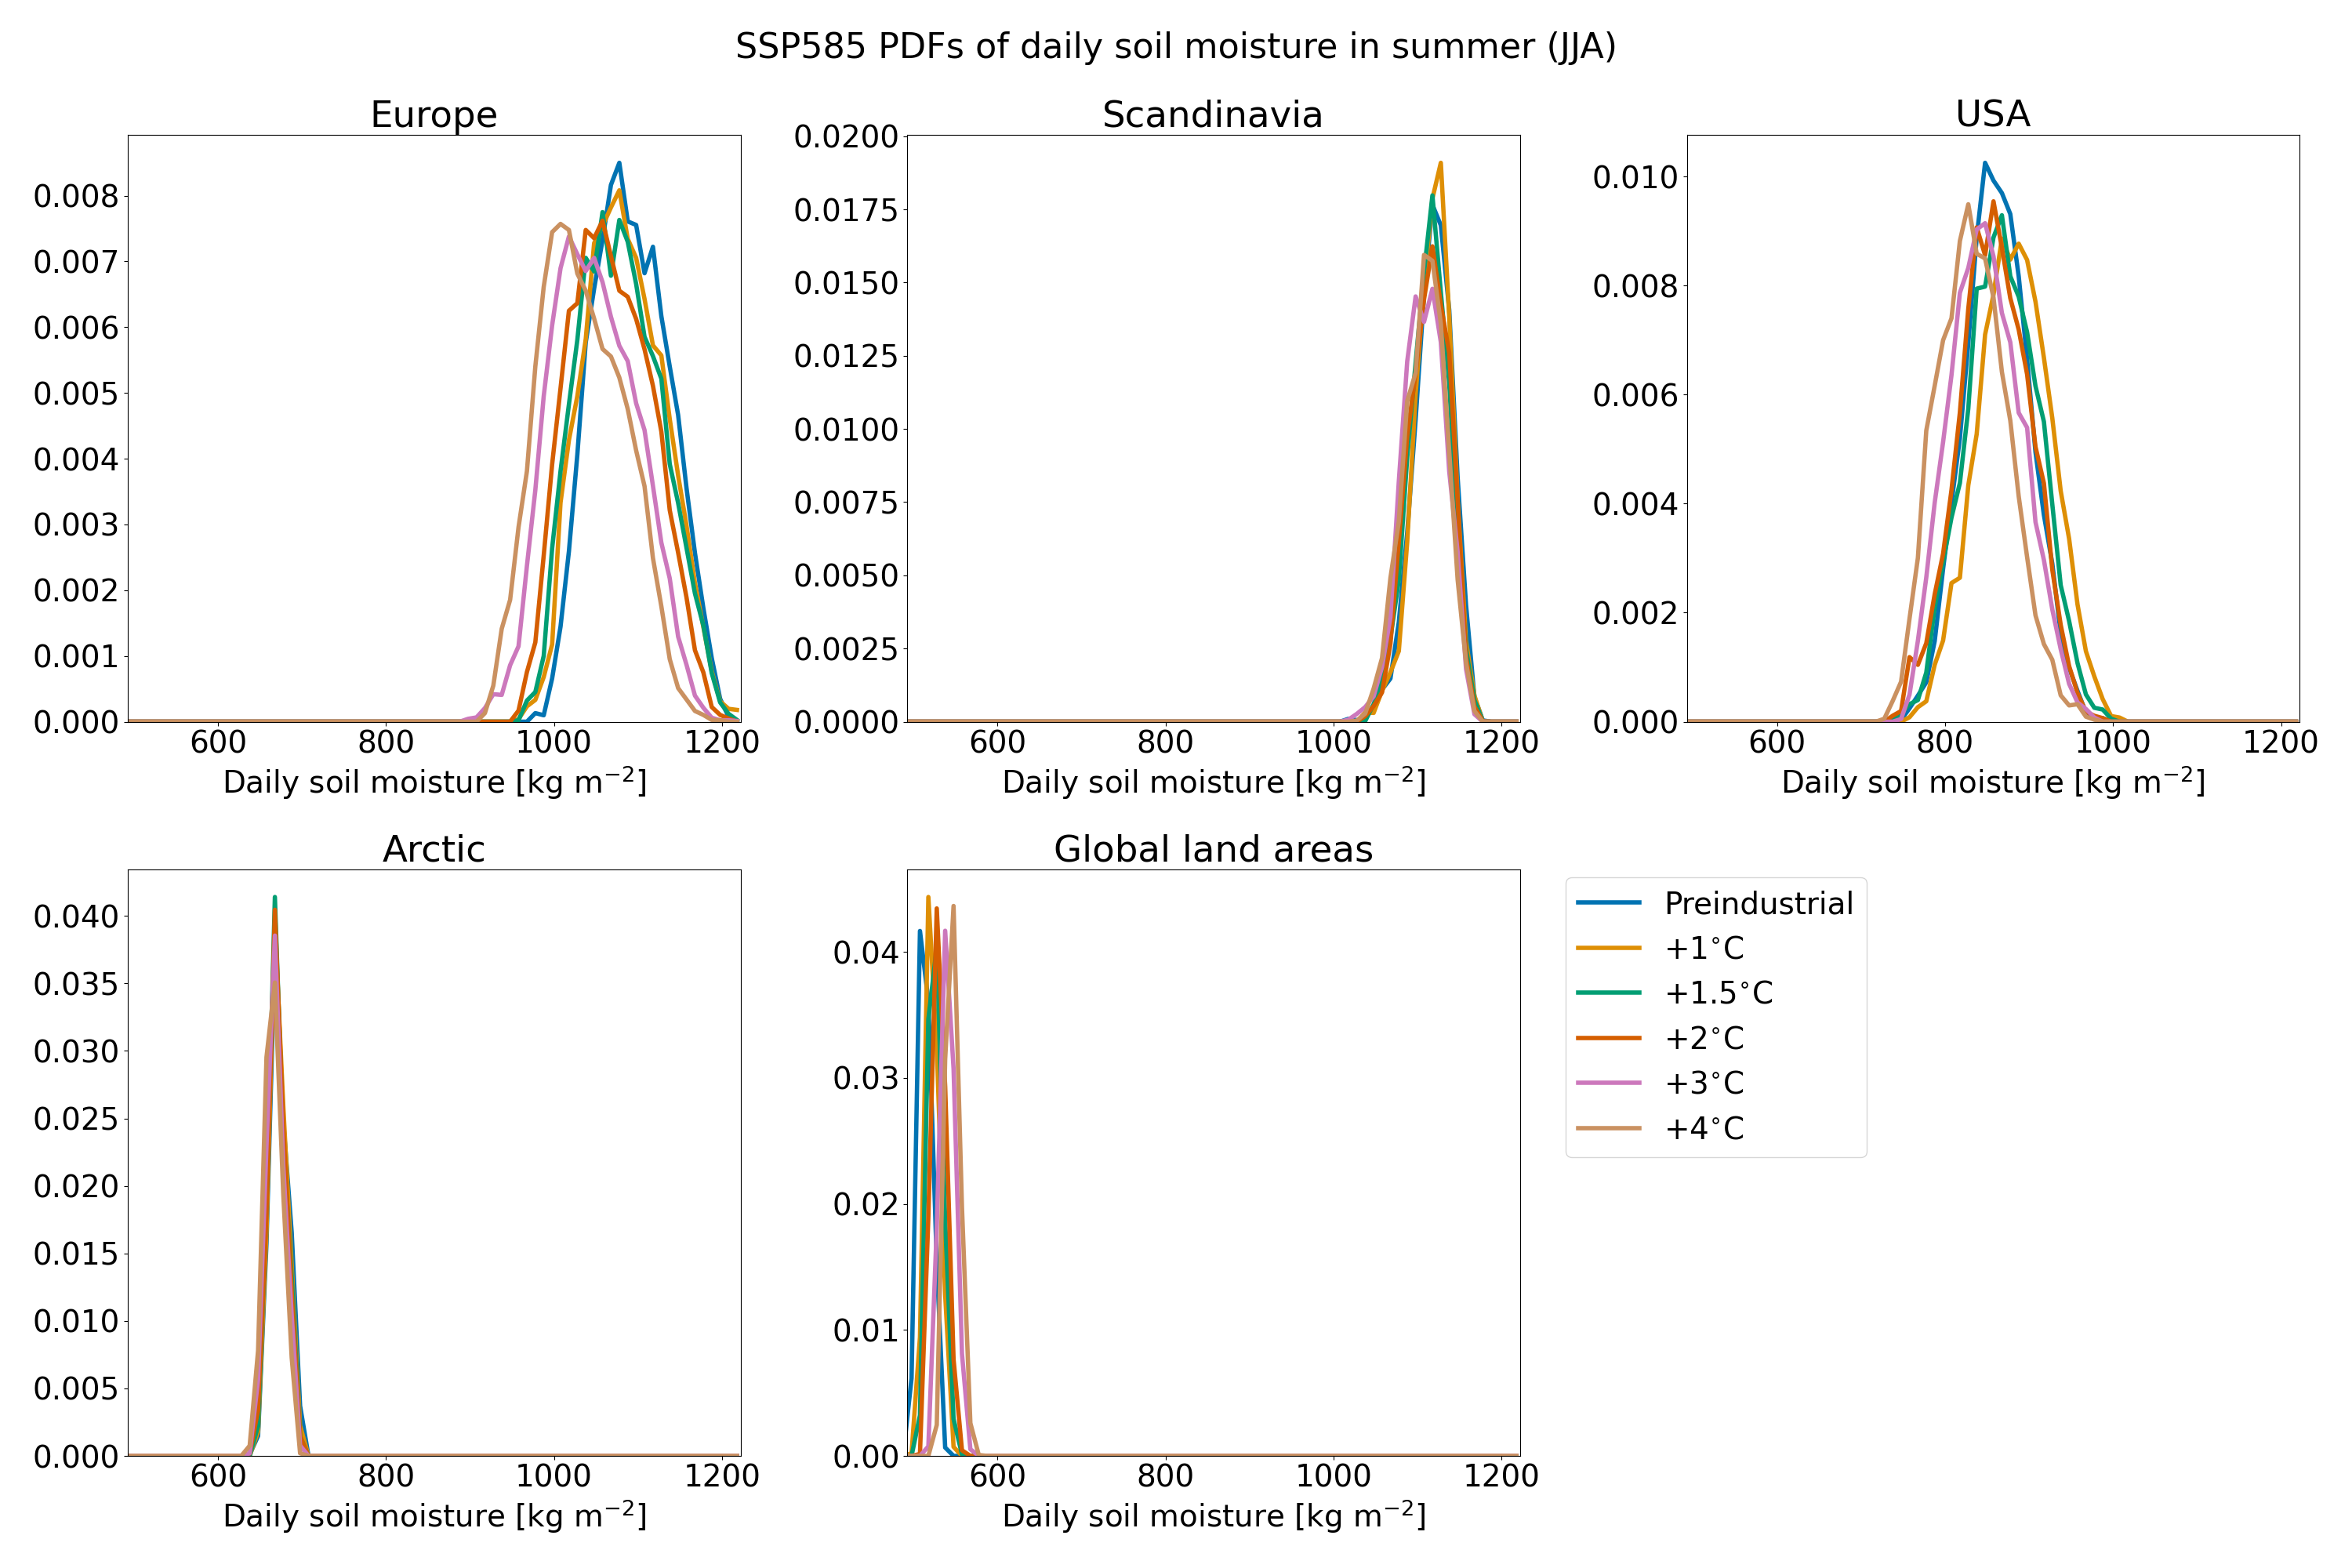 SSP585 PDFs of daily soil moisture in summer (JJA)
Europe
0.008
0.007
0.006
0.005
0.004
0.003
0.002
0.001
0.000
600 800 1000 1200
Daily soil moisture [kg m⁻²]
Scandinavia
0.0200
0.0175
0.0150
0.0125
0.0100
0.0075
0.0050
0.0025
0.0000
600 800 1000 1200
Daily soil moisture [kg m⁻²]
USA
0.010
0.008
0.006
0.004
0.002
0.000
600 800 1000 1200
Daily soil moisture [kg m⁻²]
Arctic
0.040
0.035
0.030
0.025
0.020
0.015
0.010
0.005
0.000
600 800 1000 1200
Daily soil moisture [kg m⁻²]
Global land areas
0.04
0.03
0.02
0.01
0.00
600 800 1000 1200
Daily soil moisture [kg m⁻²]
Preindustrial
+1°C
+1.5°C
+2°C
+3°C
+4°C